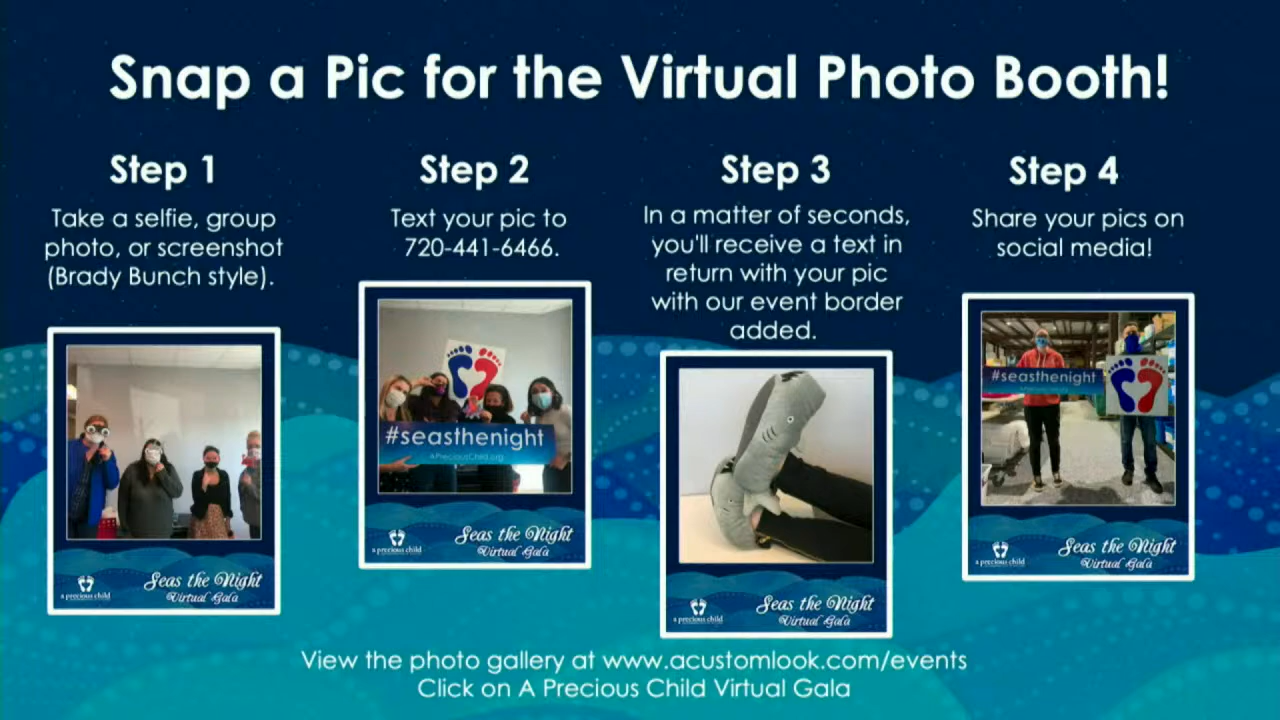 Snap a Pic for the Virtual Photo Booth!
Step 1
Take a selfie, group
photo, or screenshot
(Brady Bunch style).
a precious child
Seas the Night
Virtual Gala
Step 2
Text your pic to
720-441-6466.
#seasthenight
APreciousChild.org
a precious child
Seas the Night
Virtual Gala
Step 3
In a matter of seconds,
you'll receive a text in
return with your pic
with our event border
added.
a precious child
Seas the Night
Virtual Gala
Step 4
Share your pics on
social media!
#seasthenight
a precious child
Seas the Night
Virtual Gala
View the photo gallery at www.acustomlook.com/events
Click on A Precious Child Virtual Gala